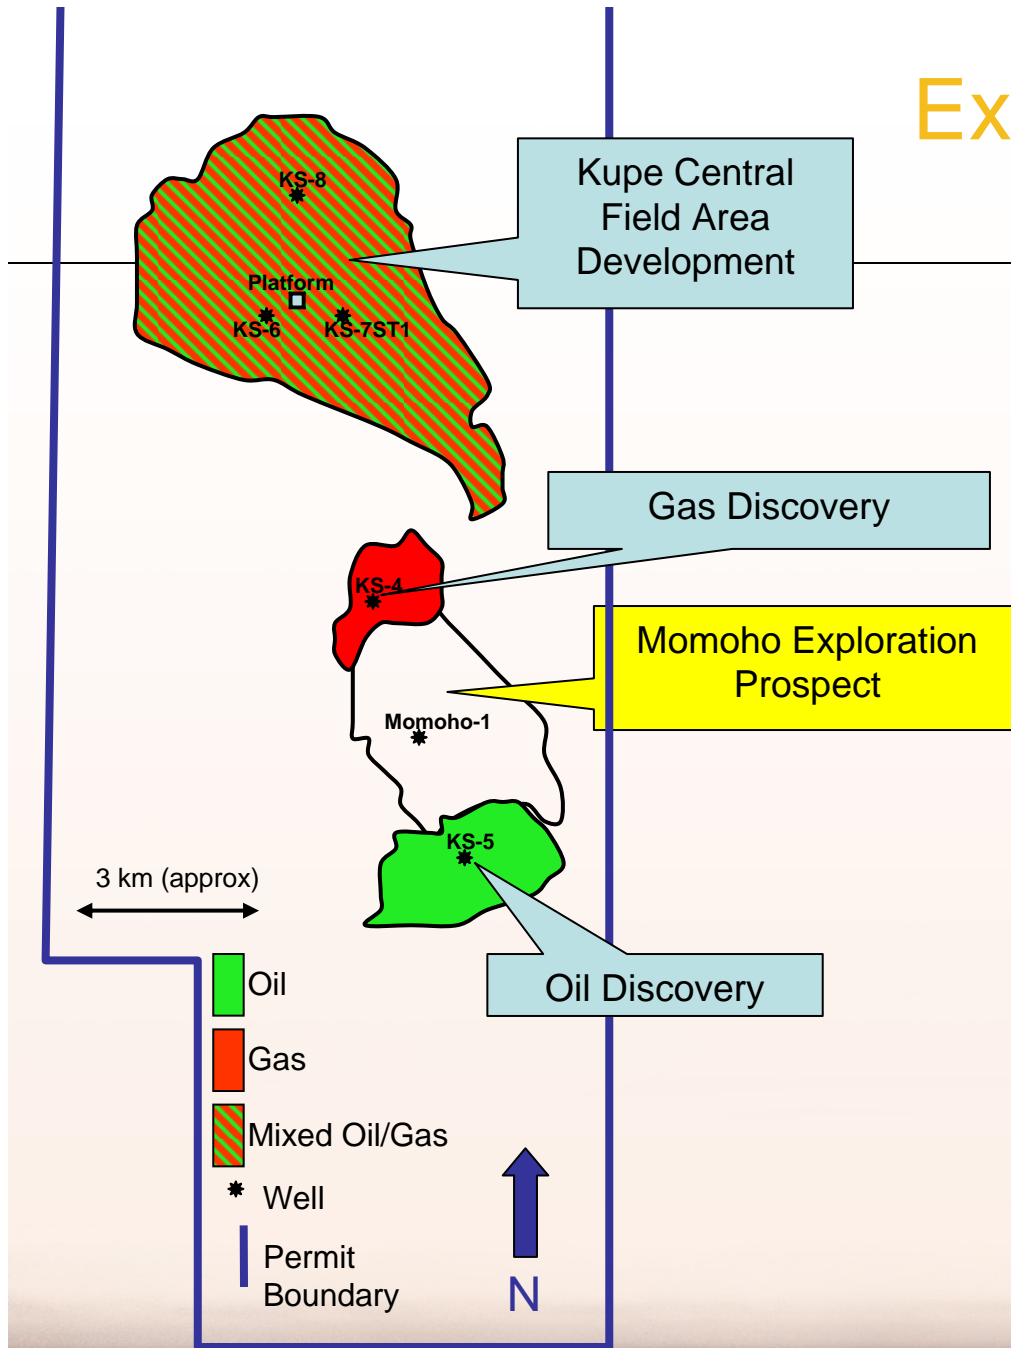 Ex
KS-8
Kupe Central
Field Area
Development
Platform
KS-6
KS-7ST1
Gas Discovery
KS-4
Momoho Exploration
Prospect
Momoho-1
KS-5
3 km (approx)
Oil Discovery
Oil
Gas
Mixed Oil/Gas
Well
Permit
Boundary
N